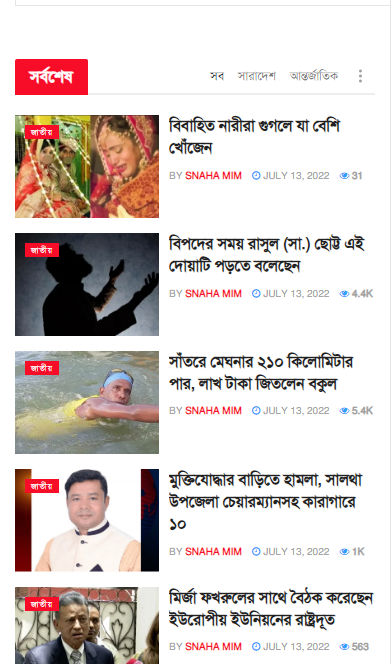 সর্বশেষ
সব সারাদেশ আন্তর্জাতিক
জাতীয়
বিবাহিত নারীরা গুগলে যা বেশি
খোঁজেন
BY SNAHA MIM JULY 13, 2022 31
জাতীয়
বিপদের সময় রাসুল (সা.) ছোট্ট এই
দোয়াটি পড়তে বলেছেন
BY SNAHA MIM JULY 13, 2022 4.4K
জাতীয়
সাঁতরে মেঘনার ২১০ কিলোমিটার
পার, লাখ টাকা জিতলেন বকুল
BY SNAHA MIM JULY 13, 2022 5.4K
জাতীয়
মুক্তিযোদ্ধার বাড়িতে হামলা, সালথা
উপজেলা চেয়ারম্যানসহ কারাগারে
১০
BY SNAHA MIM JULY 13, 2022 1K
জাতীয়
মির্জা ফখরুলের সাথে বৈঠক করেছেন
ইউরোপীয় ইউনিয়নের রাষ্ট্রদূত
BY SNAHA MIM JULY 13, 2022 563